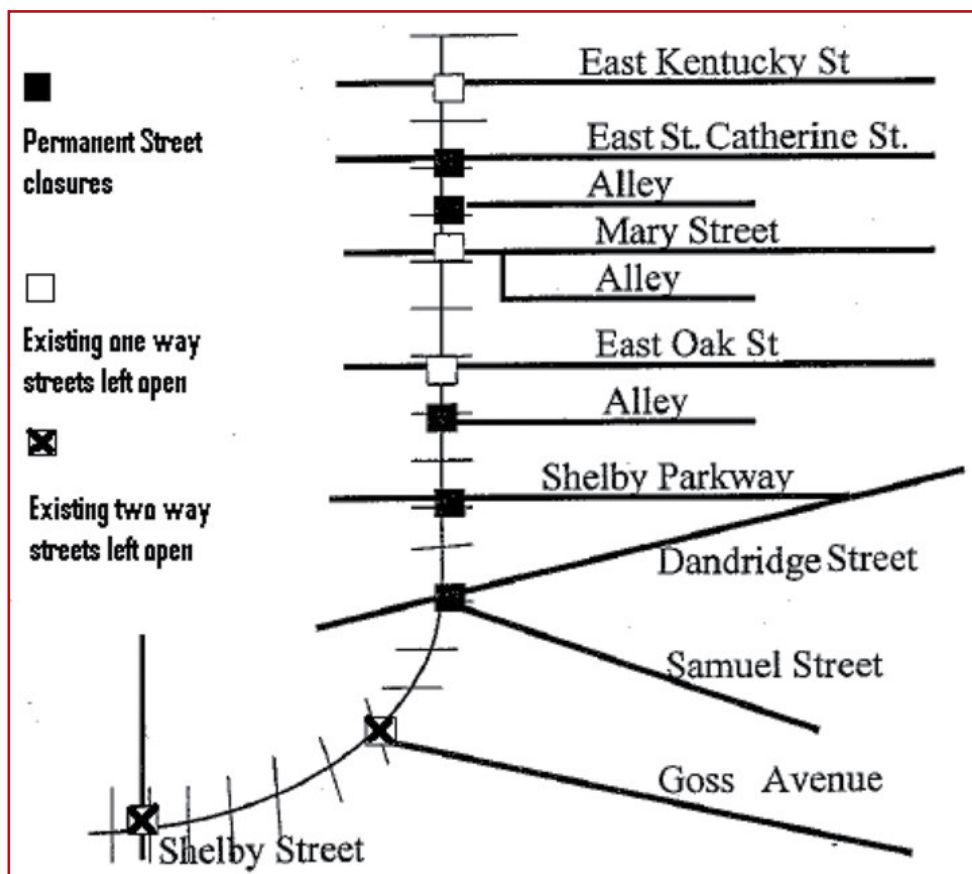 Permanent Street
closures
Existing one way
streets left open
Existing two way
streets left open
East Kentucky St
East St. Catherine St.
Alley
Mary Street
Alley
East Oak St
Alley
Shelby Parkway
Dandridge Street
Samuel Street
Goss Avenue
Shelby Street